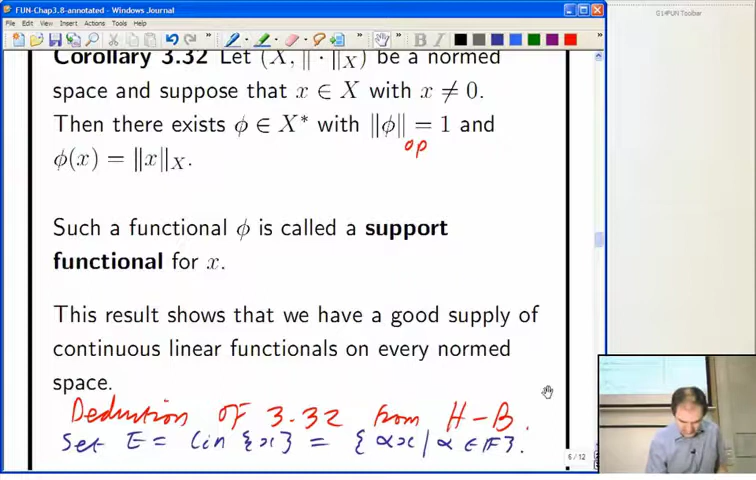 FUN-Chap3.8-annotated - Windows Journal
File Edit View Insert Actions Tools Help
G14FUN Toolbar
Corollary 3.32 Let (X, ‖ · ‖X) be a normed
space and suppose that x ∈ X with x ≠ 0.
Then there exists ϕ ∈ X* with ‖ϕ‖ = 1 and
op
ϕ(x) = ‖x‖X.
Such a functional ϕ is called a support
functional for x.
This result shows that we have a good supply of
continuous linear functionals on every normed
space.
Deduction of 3.32 from H-B.
Set E = lin {x} = { αx | α ∈ F}.
6 / 12